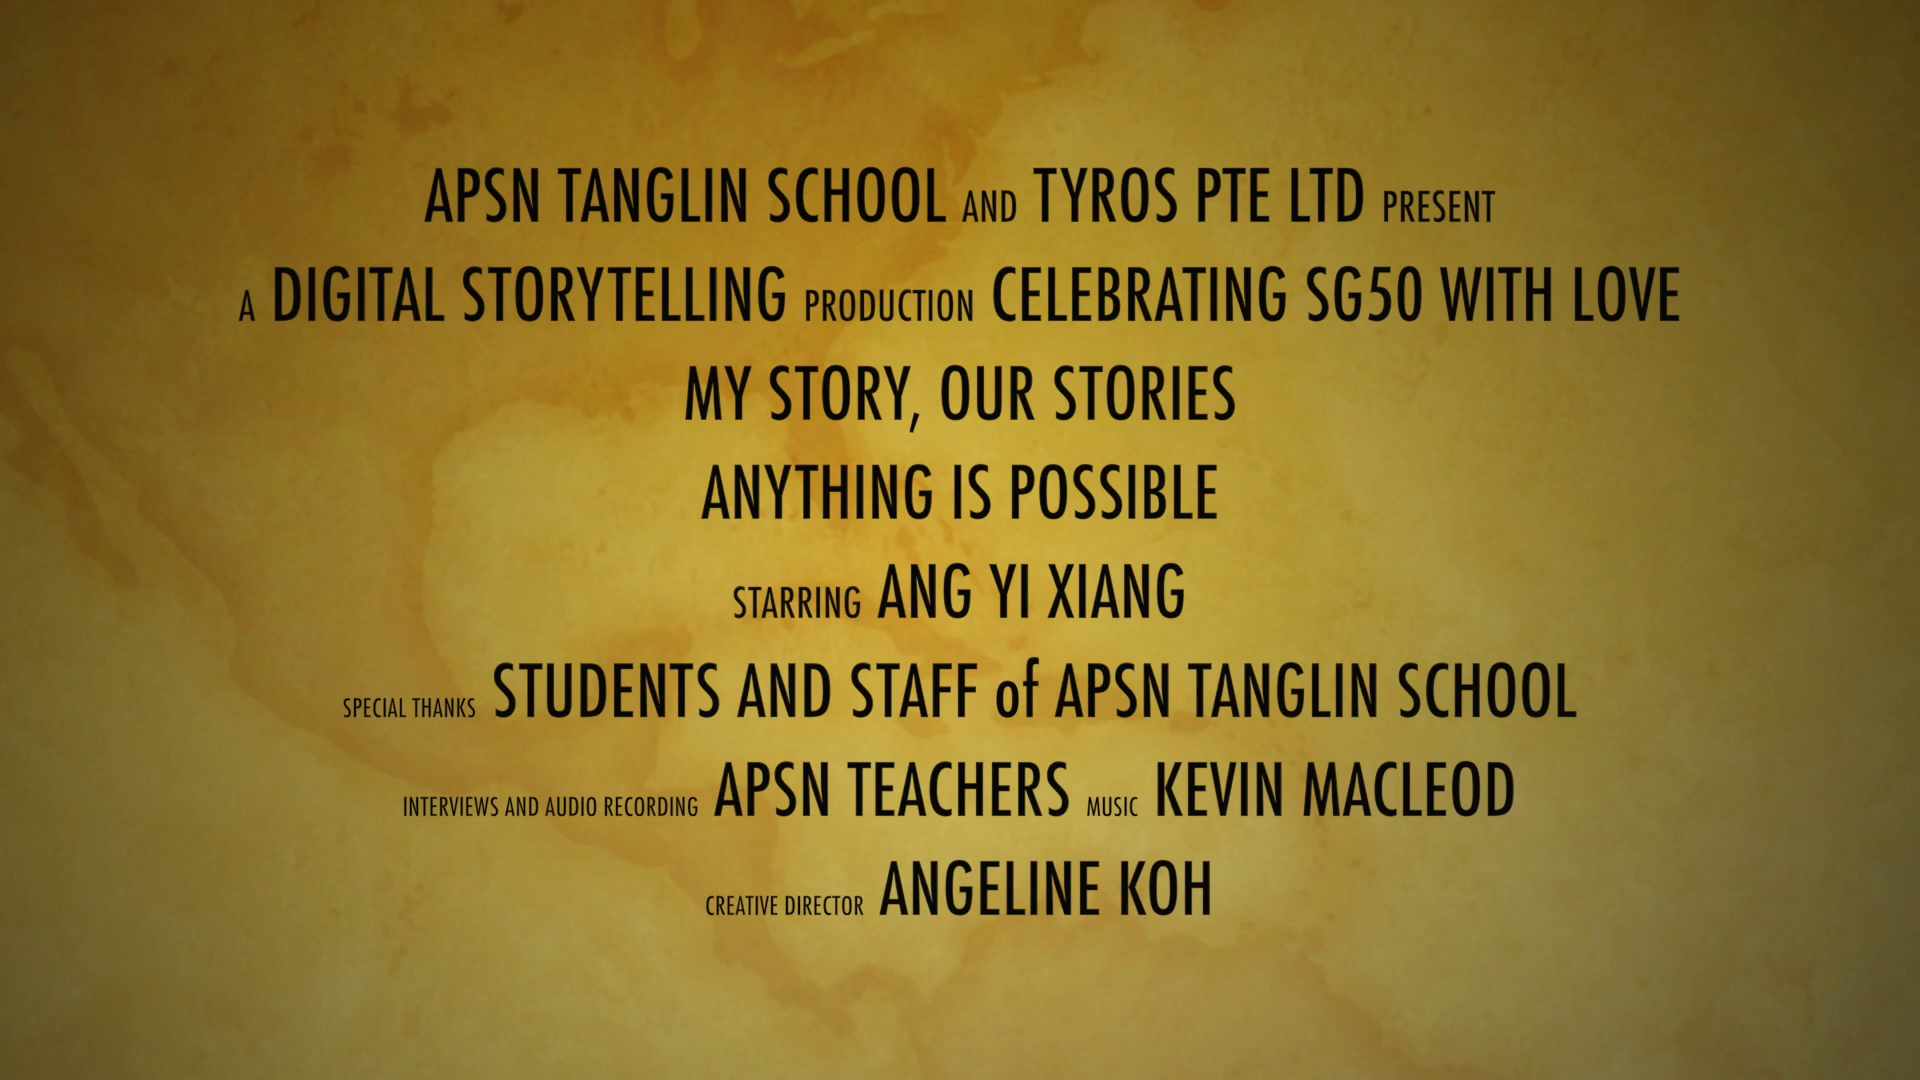 APSN TANGLIN SCHOOL AND TYROS PTE LTD PRESENT
A DIGITAL STORYTELLING PRODUCTION CELEBRATING SG50 WITH LOVE
MY STORY, OUR STORIES
ANYTHING IS POSSIBLE
STARRING ANG YI XIANG
SPECIAL THANKS STUDENTS AND STAFF of APSN TANGLIN SCHOOL
INTERVIEWS AND AUDIO RECORDING APSN TEACHERS MUSIC KEVIN MACLEOD
CREATIVE DIRECTOR ANGELINE KOH